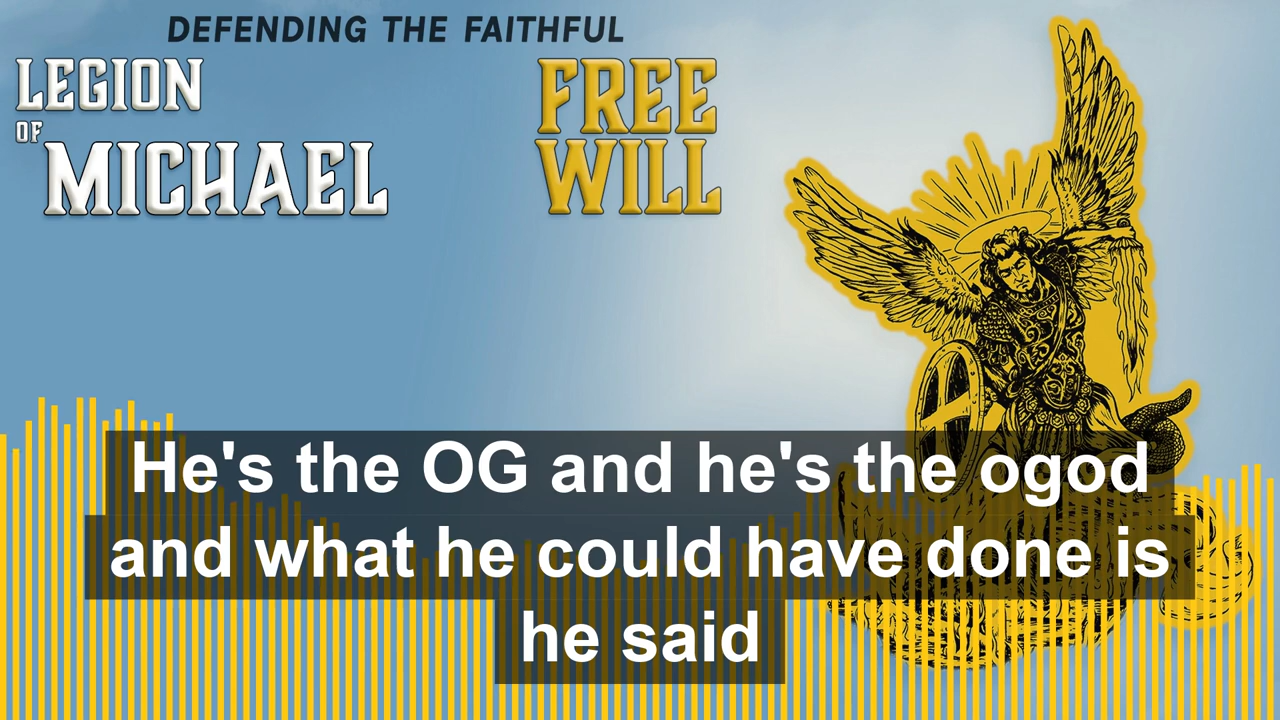 DEFENDING THE FAITHFUL
LEGION
OF
MICHAEL
FREE
WILL
He's the OG and he's the ogod
and what he could have done is
he said